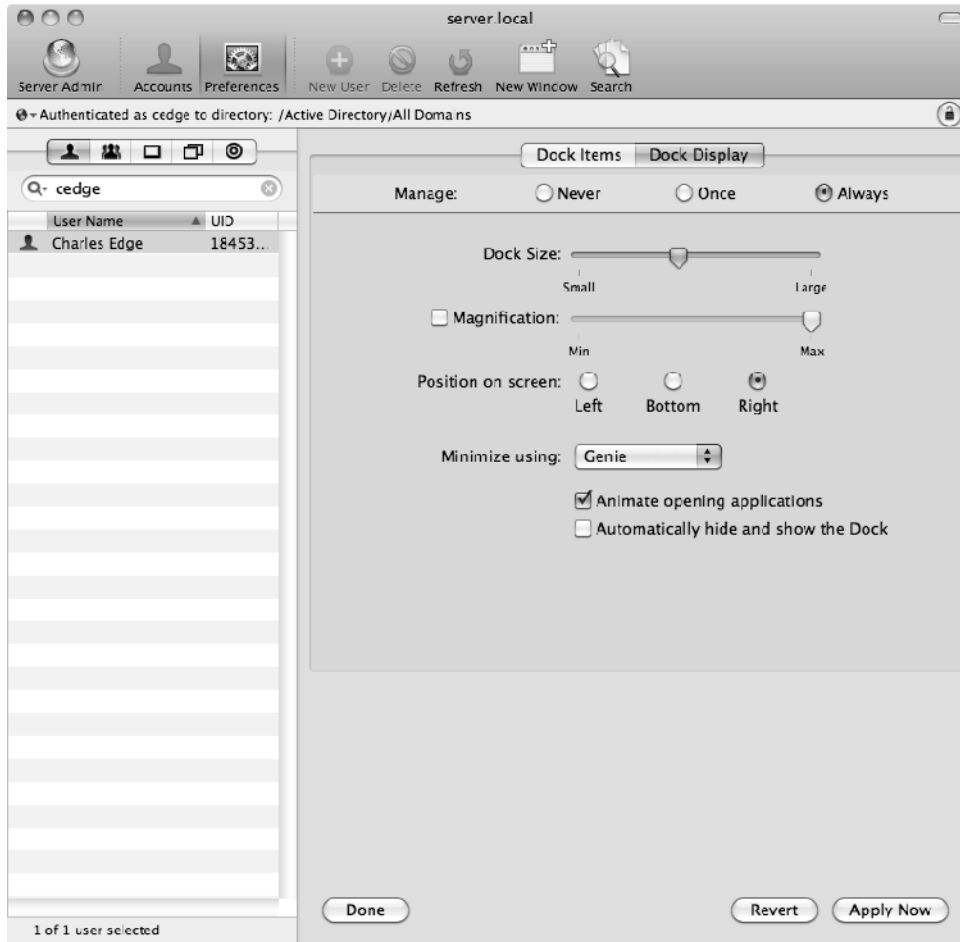 server.local
Server Admin Accounts Preferences New User Delete Refresh New Window Search
Authenticated as cedge to directory: /Active Directory/All Domains
Dock Items Dock Display
cedge
Manage: Never Once Always
User Name UID
Charles Edge 18453...
Dock Size:
Small Large
Magnification:
Min Max
Position on screen:
Left Bottom Right
Minimize using: Genie
Animate opening applications
Automatically hide and show the Dock
Done Revert Apply Now
1 of 1 user selected